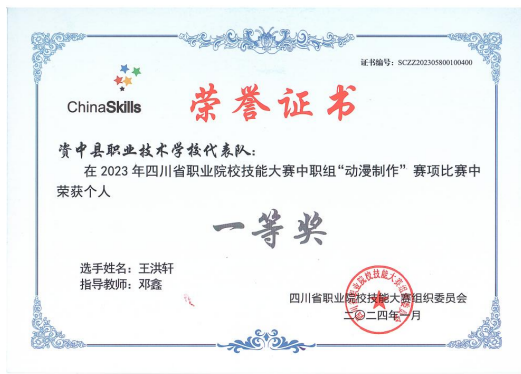 证书编号：SCZZ202305800100400
ChinaSkills
荣誉证书
资中县职业技术学校代表队：
在 2023 年四川省职业院校技能大赛中职组“动漫制作”赛项比赛中
荣获个人
一等奖
选手姓名：王洪轩
指导教师：邓鑫
四川省职业院校技能大赛组织委员会
二〇二四年一月